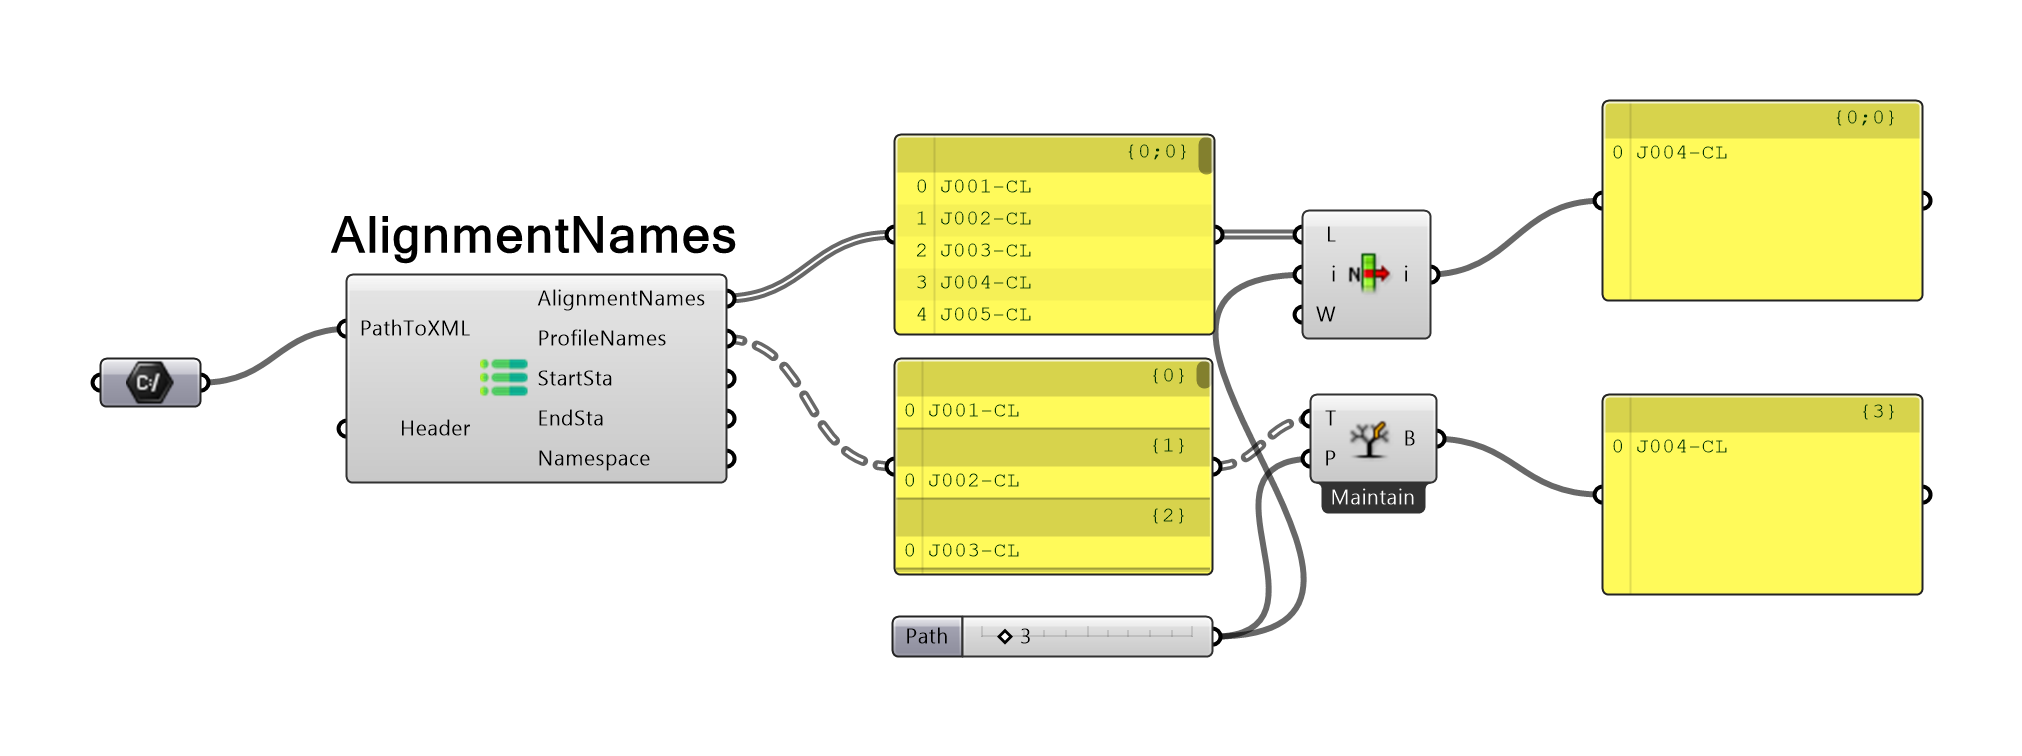 AlignmentNames
C:/
PathToXML
Header
AlignmentNames
ProfileNames
StartSta
EndSta
Namespace
{0;0}
0 J001-CL
1 J002-CL
2 J003-CL
3 J004-CL
4 J005-CL
{0}
0 J001-CL
{1}
0 J002-CL
{2}
0 J003-CL
Path 3
L
i N i
W
T
B
P
Maintain
{0;0}
0 J004-CL
{3}
0 J004-CL